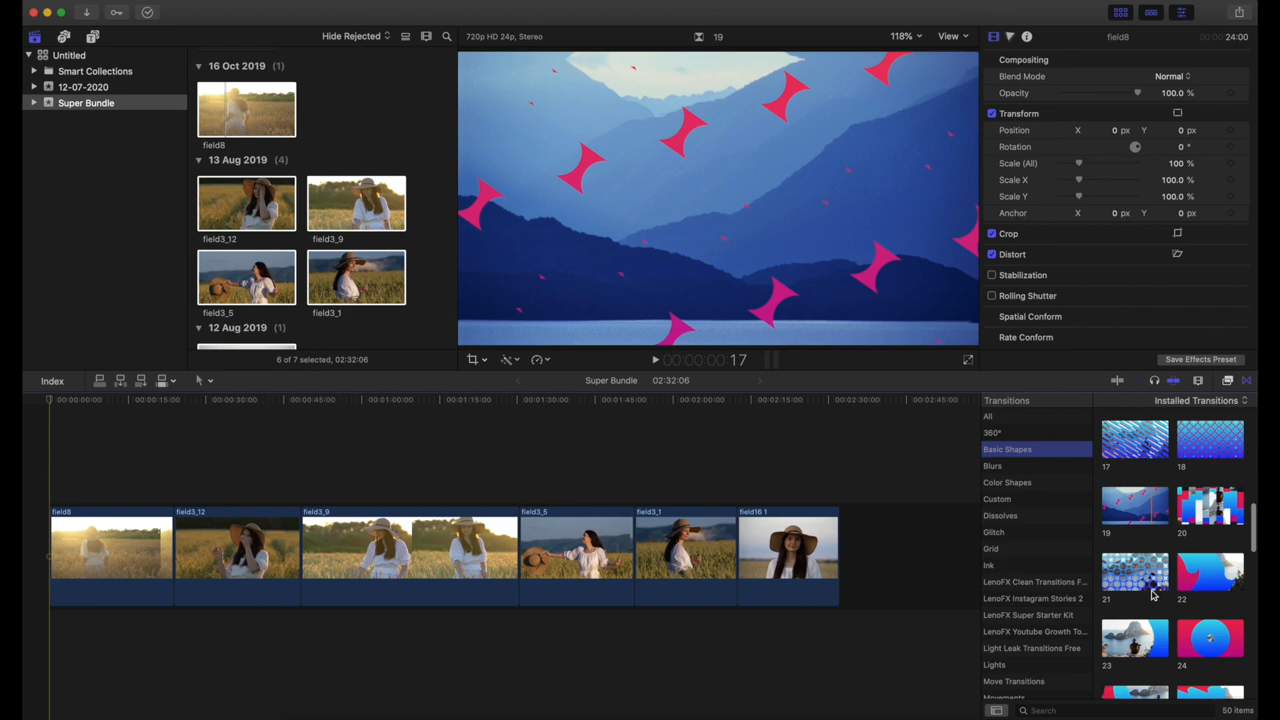 Hide Rejected
720p HD 24p, Stereo
19
118%
View
field8
00:00:24:00
Untitled
Smart Collections
12-07-2020
Super Bundle
16 Oct 2019 (1)
field8
13 Aug 2019 (4)
field3_12
field3_9
field3_5
field3_1
12 Aug 2019 (1)
6 of 7 selected, 02:32:06
00:00:00:17
Compositing
Blend Mode Normal
Opacity 100.0 %
Transform
Position X 0 px Y 0 px
Rotation 0 °
Scale (All) 100 %
Scale X 100.0 %
Scale Y 100.0 %
Anchor X 0 px Y 0 px
Crop
Distort
Stabilization
Rolling Shutter
Spatial Conform
Rate Conform
Save Effects Preset
Index
Super Bundle 02:32:06
00:00:00:00
00:00:15:00
00:00:30:00
00:00:45:00
00:01:00:00
00:01:15:00
00:01:30:00
00:01:45:00
00:02:00:00
00:02:15:00
00:02:30:00
00:02:45:00
field8
field3_12
field3_9
field3_5
field3_1
field16 1
Transitions
Installed Transitions
All
360°
Basic Shapes
Blurs
Color Shapes
Custom
Dissolves
Glitch
Grid
Ink
LenoFX Clean Transitions F...
LenoFX Instagram Stories 2
LenoFX Super Starter Kit
LenoFX Youtube Growth To...
Light Leak Transitions Free
Lights
Move Transitions
Movements
17
18
19
20
21
22
23
24
Search
50 items